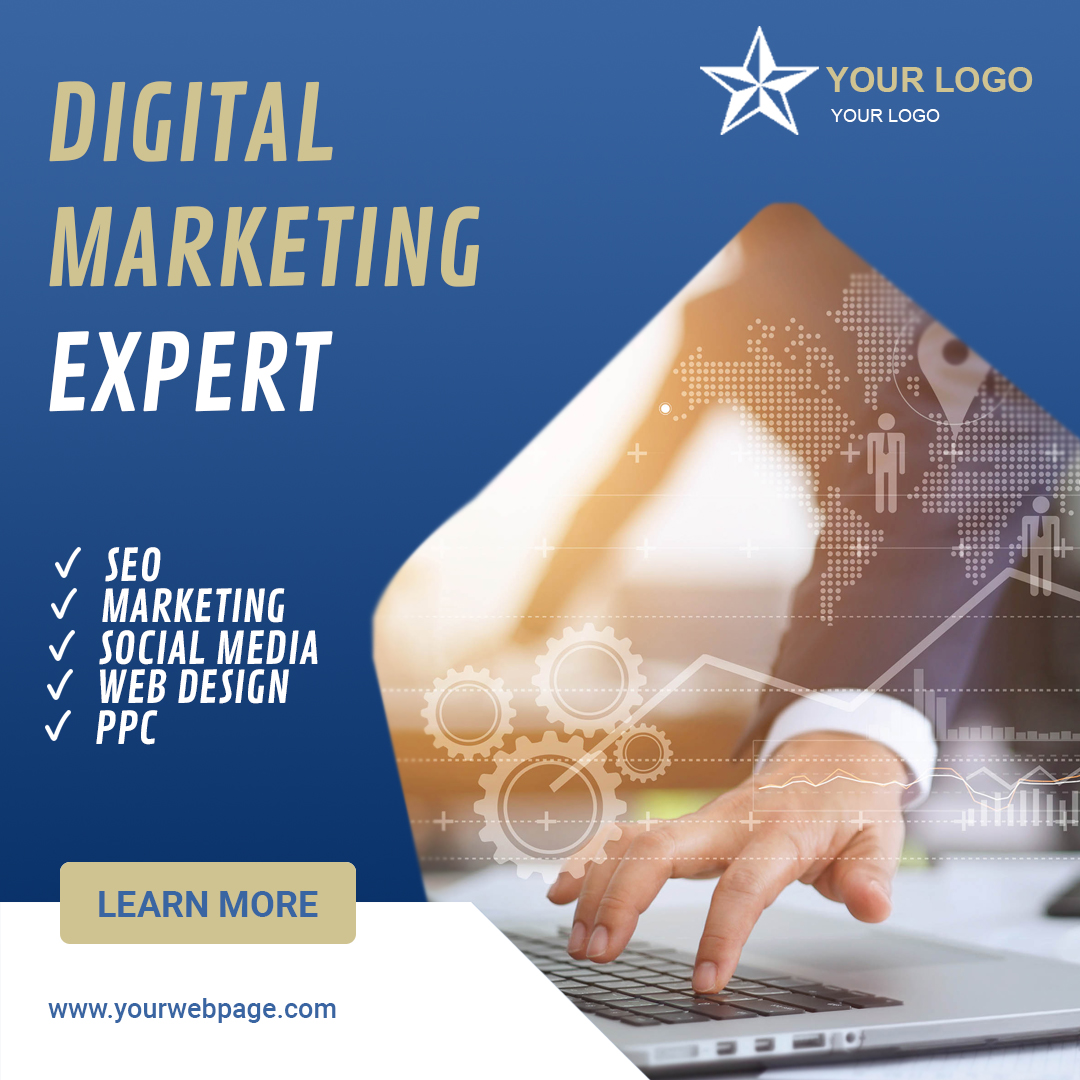 YOUR LOGO
YOUR LOGO
DIGITAL
MARKETING
EXPERT
✓ SEO
✓ MARKETING
✓ SOCIAL MEDIA
✓ WEB DESIGN
✓ PPC
LEARN MORE
www.yourwebpage.com